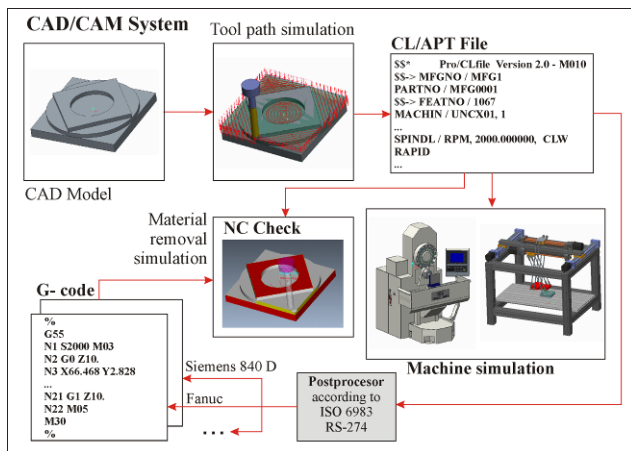 CAD/CAM System
Tool path simulation
CL/APT File
$$*     Pro/CLfile  Version 2.0 - M010
$$-> MFGNO / MFG1
PARTNO / MFG0001
$$-> FEATNO / 1067
MACHIN / UNCX01, 1
...
SPINDL / RPM, 2000.000000,  CLW
RAPID
...
CAD Model
Material
removal
simulation
NC Check
Machine simulation
G- code
%
G55
N1 S2000 M03
N2 G0 Z10.
N3 X66.468 Y2.828
...
N21 G1 Z10.
N22 M05
M30
%
Siemens 840 D
Fanuc
...
Postprocesor
according to
ISO 6983
RS-274